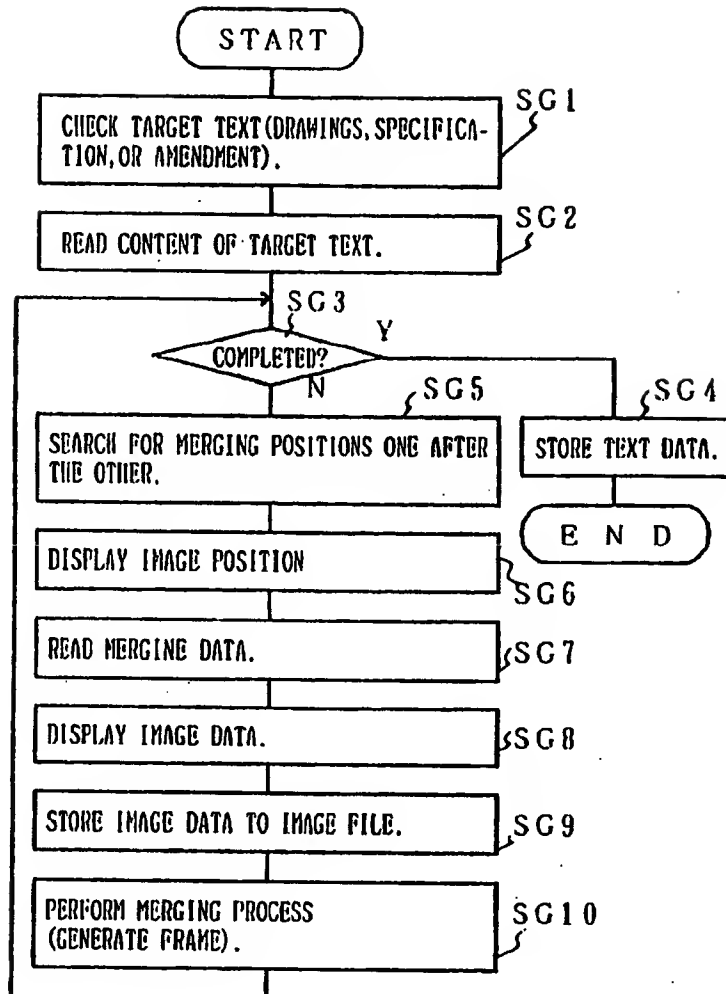 START
SG1
CHECK TARGET TEXT(DRAWINGS, SPECIFICA-
TION, OR AMENDMENT).
SG2
READ CONTENT OF TARGET TEXT.
SG3
COMPLETED?
Y
N
SG5
SEARCH FOR MERGING POSITIONS ONE AFTER
THE OTHER.
SG4
STORE TEXT DATA.
END
DISPLAY IMAGE POSITION
SG6
READ MERGINE DATA.
SG7
DISPLAY IMAGE DATA.
SG8
STORE IMAGE DATA TO IMAGE FILE.
SG9
PERFORM MERGING PROCESS
(GENERATE FRAME).
SG10